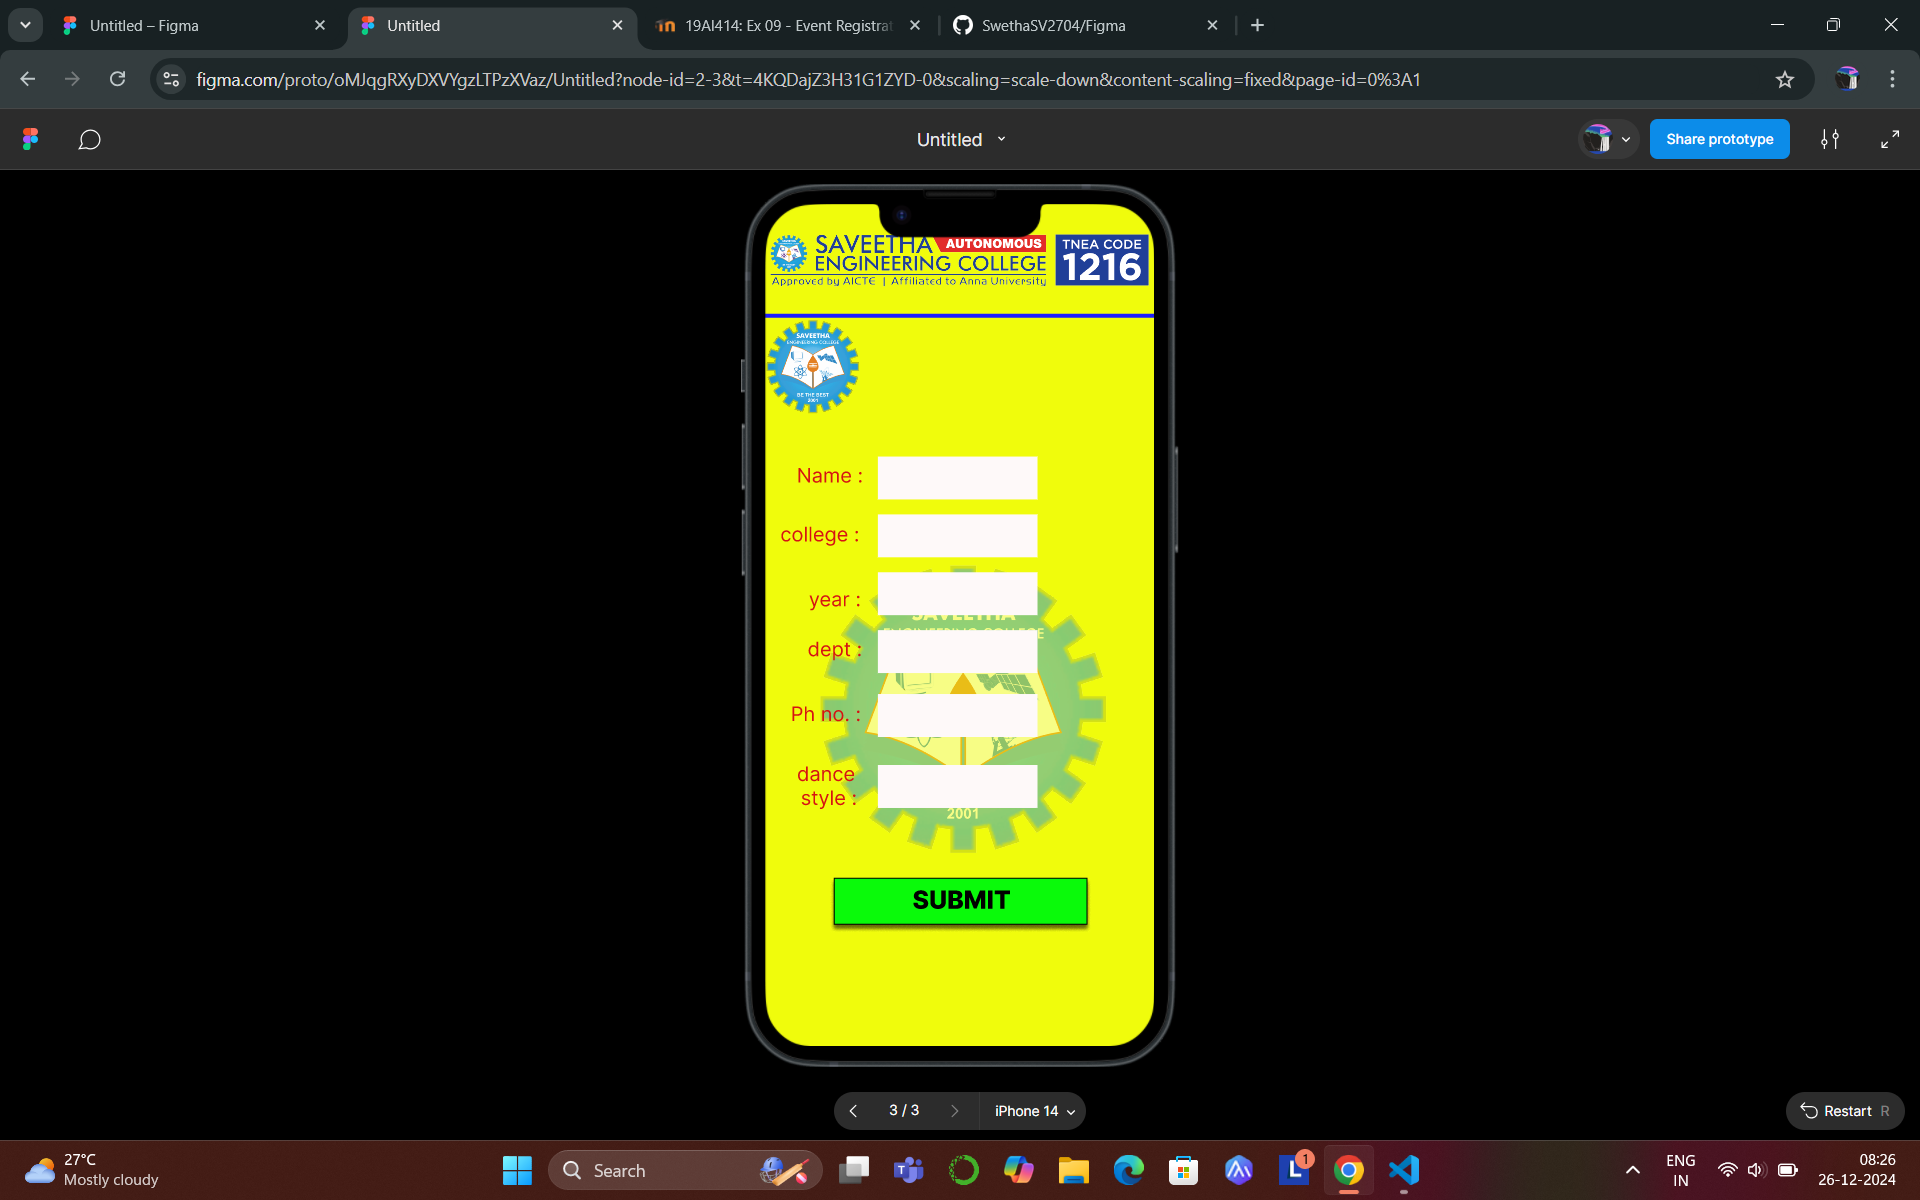 Untitled – Figma
Untitled
19AI414: Ex 09 - Event Registrat
SwethaSV2704/Figma
figma.com/proto/oMJqgRXyDXVYgzLTPzXVaz/Untitled?node-id=2-3&t=4KQDajZ3H31G1ZYD-0&scaling=scale-down&content-scaling=fixed&page-id=0%3A1
Untitled
Share prototype
SAVEETHA AUTONOMOUS
ENGINEERING COLLEGE
Approved by AICTE | Affiliated to Anna University
TNEA CODE
1216
SAVEETHA
ENGINEERING COLLEGE
BE THE BEST
2001
Name :
college :
year :
SAVEETHA
ENGINEERING COLLEGE
dept :
Ph no. :
dance
style :
2001
SUBMIT
3 / 3
iPhone 14
Restart R
27°C
Mostly cloudy
Search
1
ENG
IN
08:26
26-12-2024